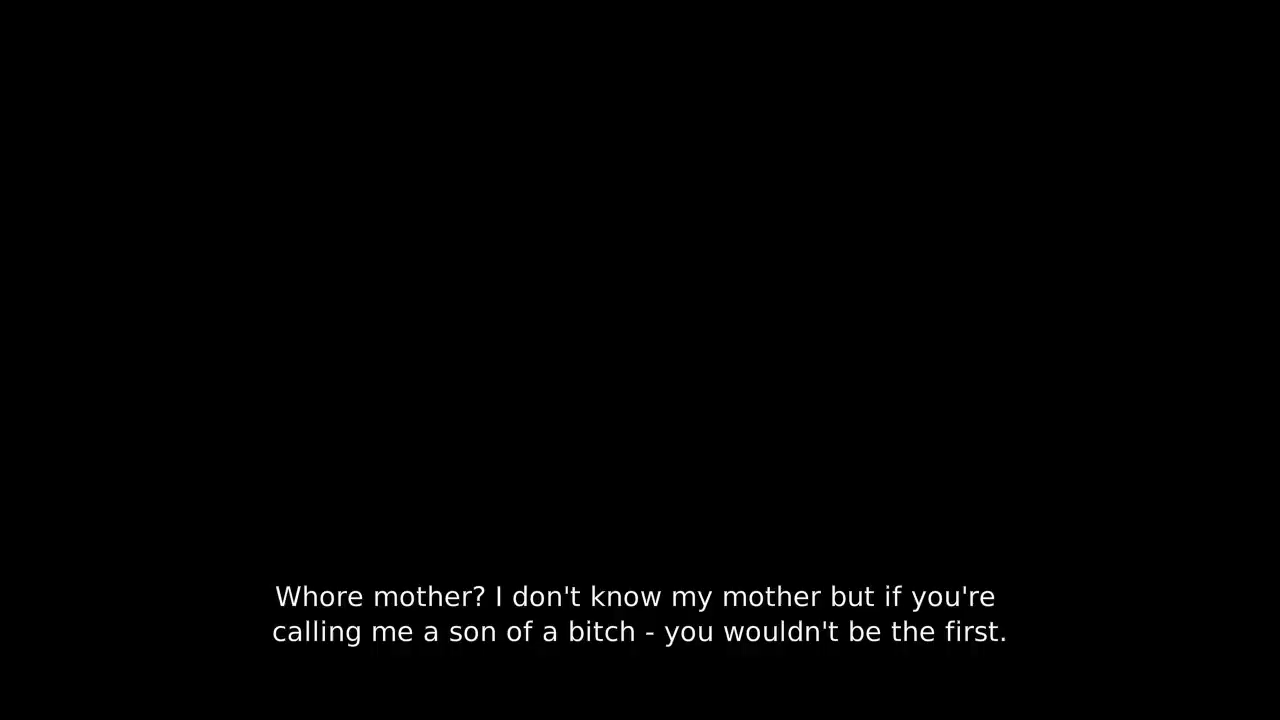 Whore mother? I don't know my mother but if you're
calling me a son of a bitch - you wouldn't be the first.